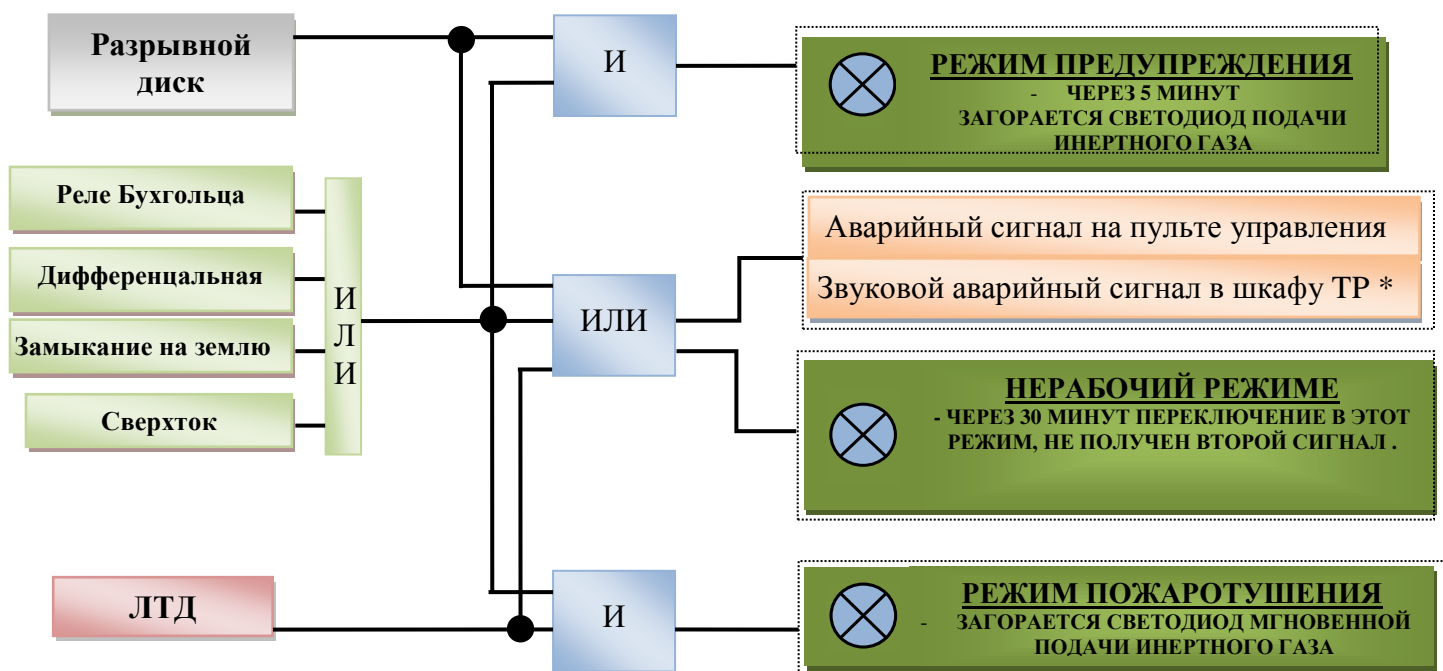 Разрывной
диск
Реле Бухгольца
Дифференцальная
Замыкание на землю
Сверхток
И
Л
И
ЛТД
И
ИЛИ
И
РЕЖИМ ПРЕДУПРЕЖДЕНИЯ
- ЧЕРЕЗ 5 МИНУТ
ЗАГОРАЕТСЯ СВЕТОДИОД ПОДАЧИ
ИНЕРТНОГО ГАЗА
Аварийный сигнал на пульте управления
Звуковой аварийный сигнал в шкафу ТР *
НЕРАБОЧИЙ РЕЖИМЕ
- ЧЕРЕЗ 30 МИНУТ ПЕРЕКЛЮЧЕНИЕ В ЭТОТ
РЕЖИМ, НЕ ПОЛУЧЕН ВТОРОЙ СИГНАЛ .
РЕЖИМ ПОЖАРОТУШЕНИЯ
- ЗАГОРАЕТСЯ СВЕТОДИОД МГНОВЕННОЙ
ПОДАЧИ ИНЕРТНОГО ГАЗА